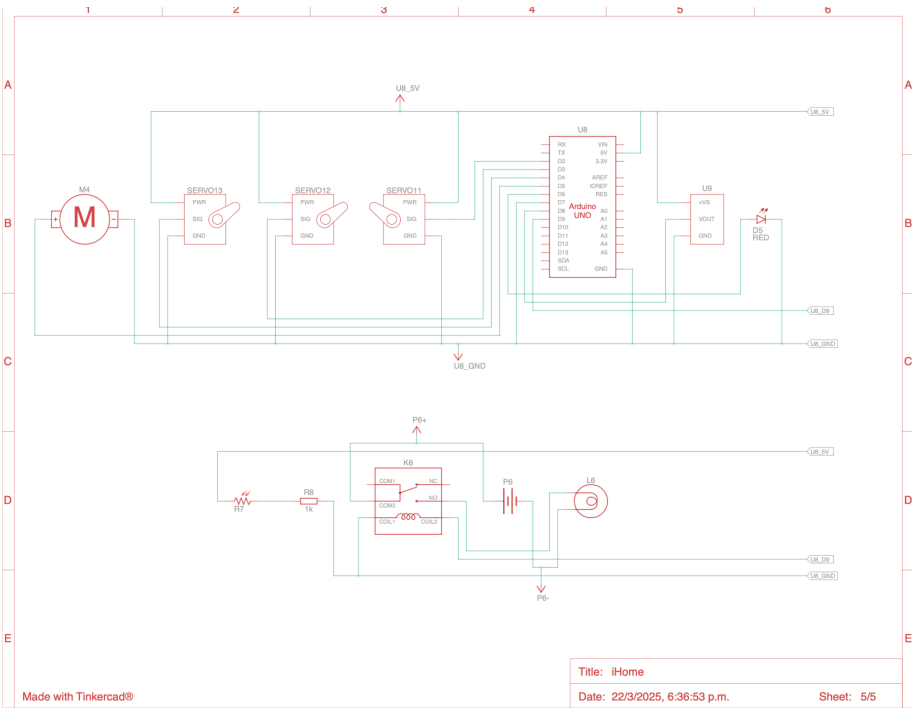 1 2 3 4 5 6
A A
U8_5V
U8_5V
U8
RX VIN
TX 5V
D2 3.3V
D3
D4 AREF
D5 IOREF
D6 RES
D7
D8 A0
D9 A1
D10 A2
D11 A3
D12 A4
D13 A5
SDA
SCL GND
Arduino
UNO
B B
M4
+ M -
SERVO13
PWR
SIG
GND
SERVO12
PWR
SIG
GND
SERVO11
PWR
SIG
GND
U9
+VS
VOUT
GND
D5
RED
U8_D9
U8_GND
C C
U8_GND
P6+
U8_5V
D D
R7
R8
1k
K6
COM1 NC
NO
COM2
COIL1 COIL2
P6
L6
U8_D9
U8_GND
P6-
E E
Title: iHome
Made with Tinkercad®
Date: 22/3/2025, 6:36:53 p.m. Sheet: 5/5